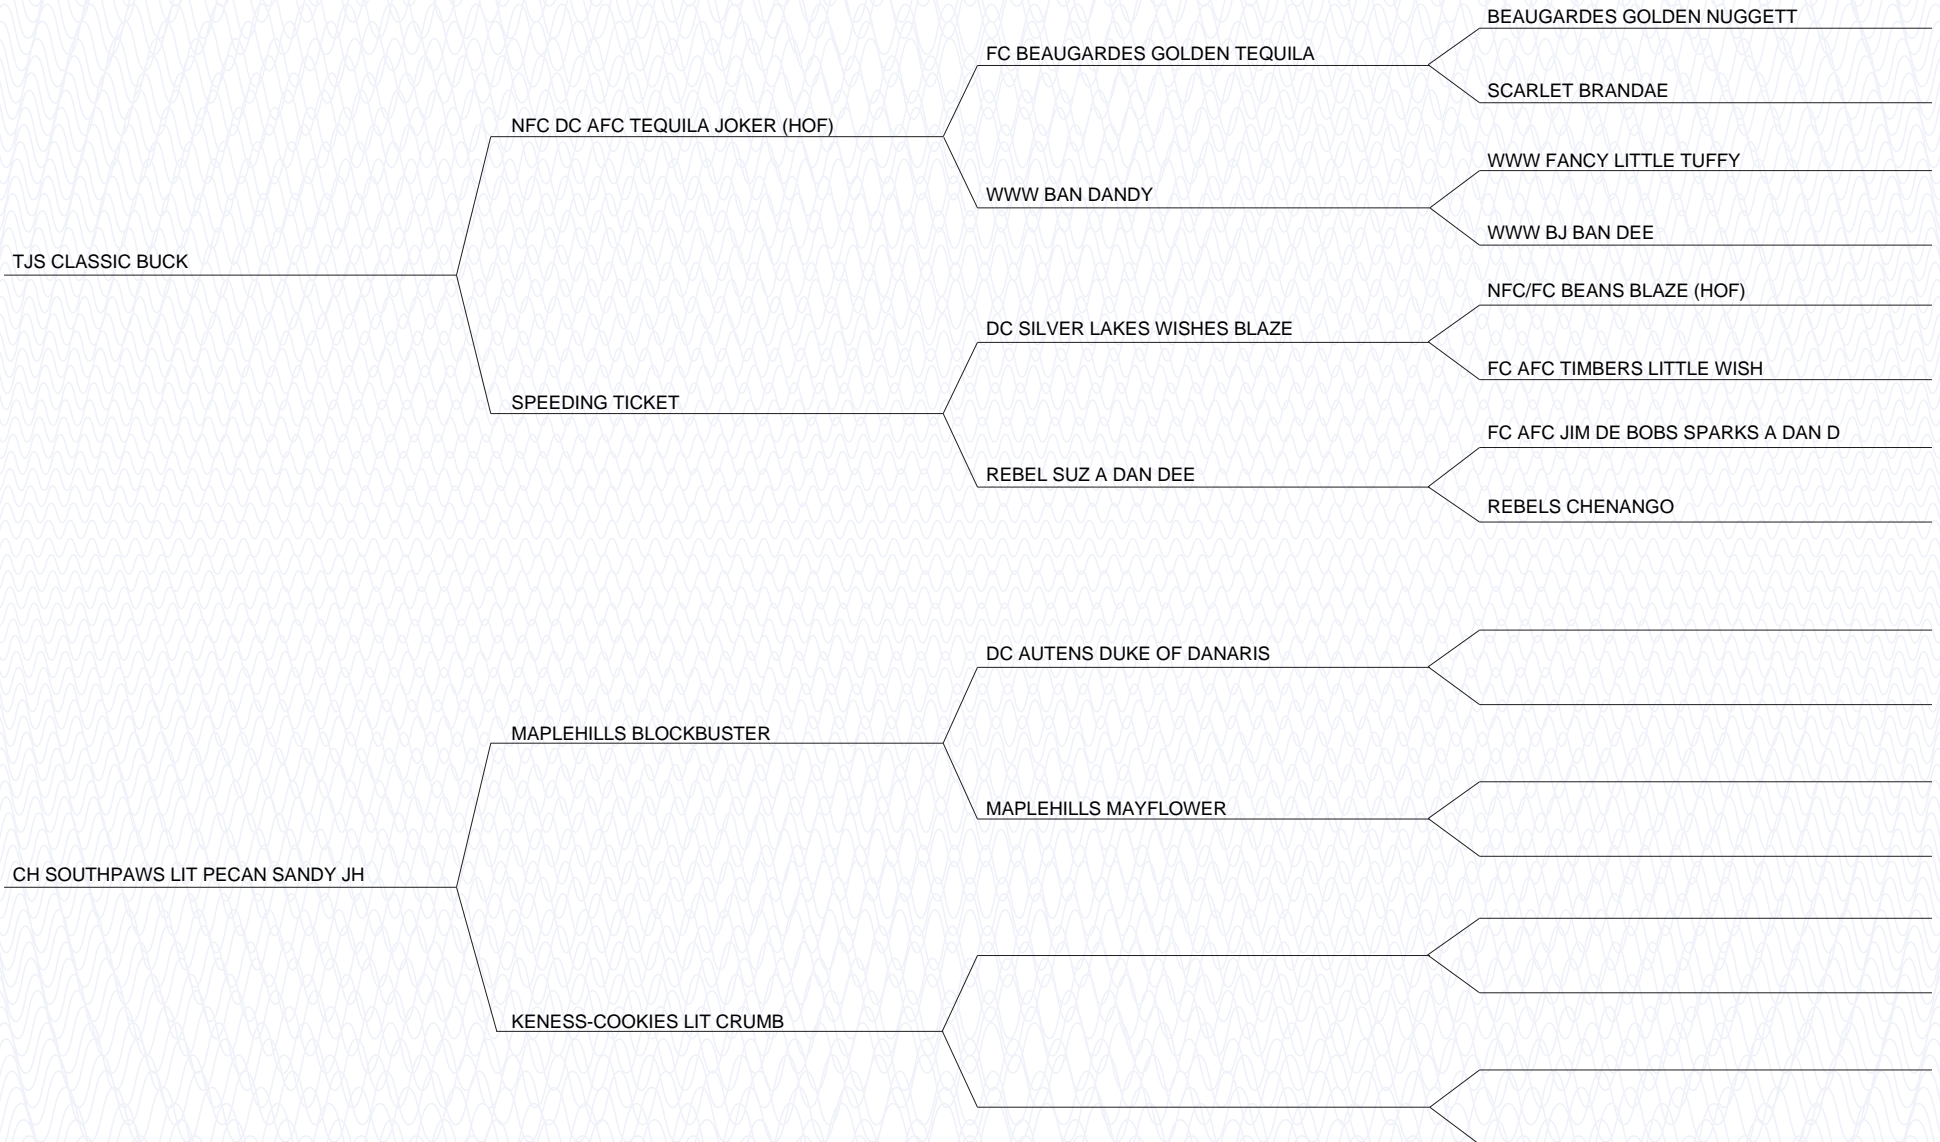 BEAUGARDES GOLDEN NUGGETT
FC BEAUGARDES GOLDEN TEQUILA
SCARLET BRANDAE
NFC DC AFC TEQUILA JOKER (HOF)
WWW FANCY LITTLE TUFFY
WWW BAN DANDY
WWW BJ BAN DEE
TJS CLASSIC BUCK
NFC/FC BEANS BLAZE (HOF)
DC SILVER LAKES WISHES BLAZE
FC AFC TIMBERS LITTLE WISH
SPEEDING TICKET
FC AFC JIM DE BOBS SPARKS A DAN D
REBEL SUZ A DAN DEE
REBELS CHENANGO
DC AUTENS DUKE OF DANARIS
MAPLEHILLS BLOCKBUSTER
MAPLEHILLS MAYFLOWER
CH SOUTHPAWS LIT PECAN SANDY JH
KENESS-COOKIES LIT CRUMB